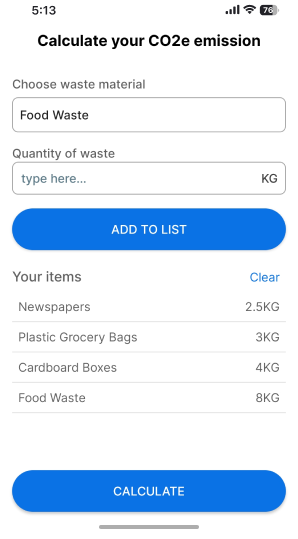 5:13
76
Calculate your CO2e emission
Choose waste material
Food Waste
Quantity of waste
type here... KG
ADD TO LIST
Your items Clear
Newspapers 2.5KG
Plastic Grocery Bags 3KG
Cardboard Boxes 4KG
Food Waste 8KG
CALCULATE